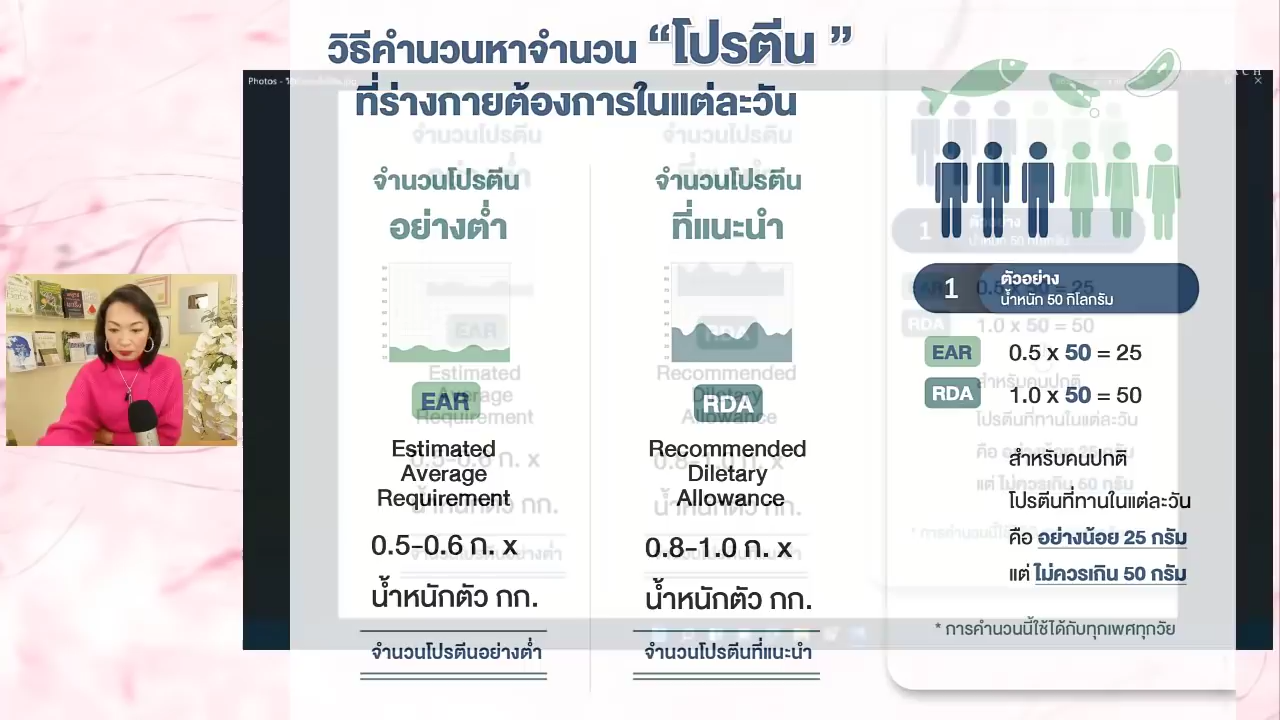 วิธีคำนวนหาจำนวน “โปรตีน ”
ที่ร่างกายต้องการในแต่ละวัน
จำนวนโปรตีน
อย่างต่ำ
EAR
Estimated
Average
Requirement
0.5-0.6 ก. x
น้ำหนักตัว กก.
จำนวนโปรตีนอย่างต่ำ
จำนวนโปรตีน
ที่แนะนำ
RDA
Recommended
Diletary
Allowance
0.8-1.0 ก. x
น้ำหนักตัว กก.
จำนวนโปรตีนที่แนะนำ
1 ตัวอย่าง
น้ำหนัก 50 กิโลกรัม
EAR 0.5 x 50 = 25
RDA 1.0 x 50 = 50
สำหรับคนปกติ
โปรตีนที่ทานในแต่ละวัน
คือ อย่างน้อย 25 กรัม
แต่ ไม่ควรเกิน 50 กรัม
* การคำนวนนี้ใช้ได้กับทุกเพศทุกวัย